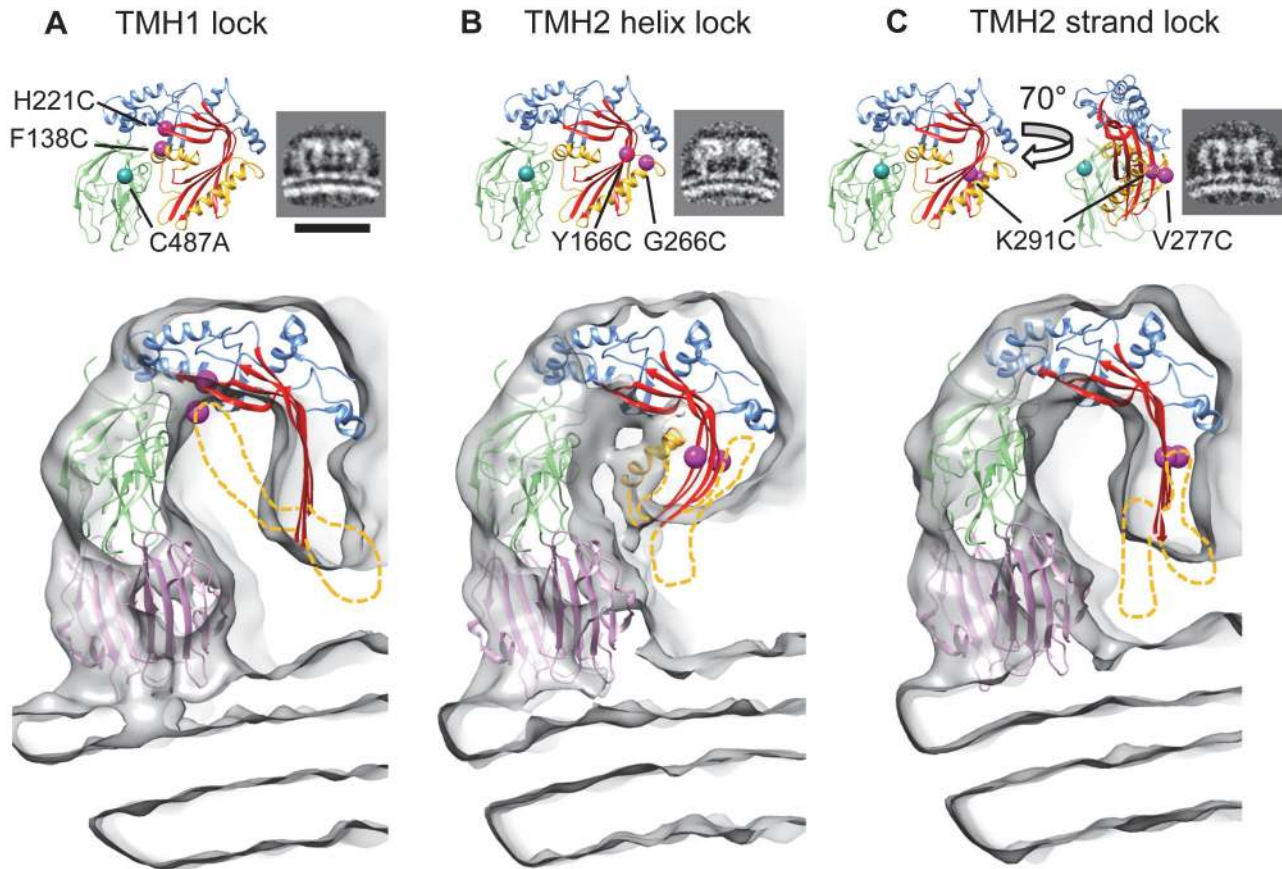 A TMH1 lock
B TMH2 helix lock
C TMH2 strand lock
H221C
F138C
C487A
Y166C G266C
70°
K291C V277C